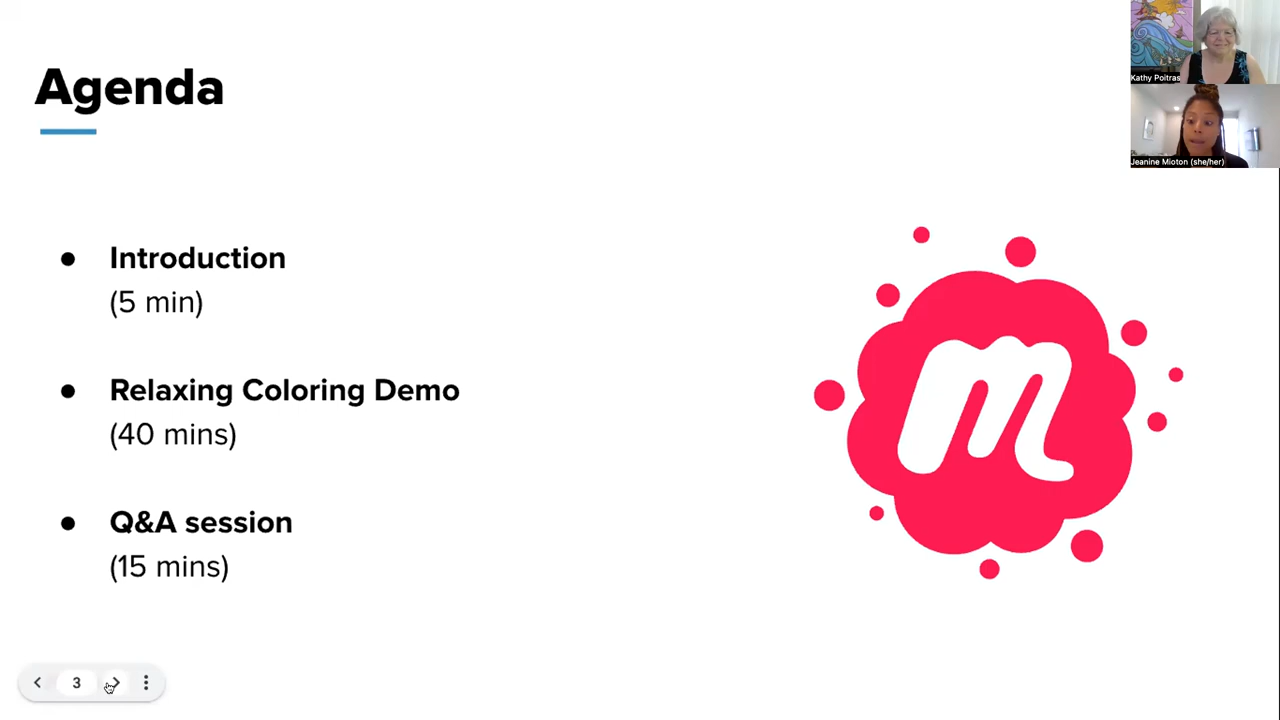 Agenda
Kathy Poitras
Jeanine Mioton (she/her)
● Introduction
(5 min)
● Relaxing Coloring Demo
(40 mins)
● Q&A session
(15 mins)
m
3